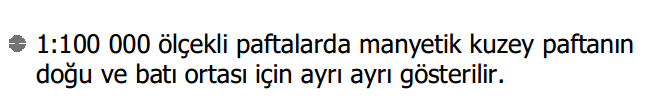 1:100 000 ölçekli paftalarda manyetik kuzey paftanın
doğu ve batı ortası için ayrı ayrı gösterilir.